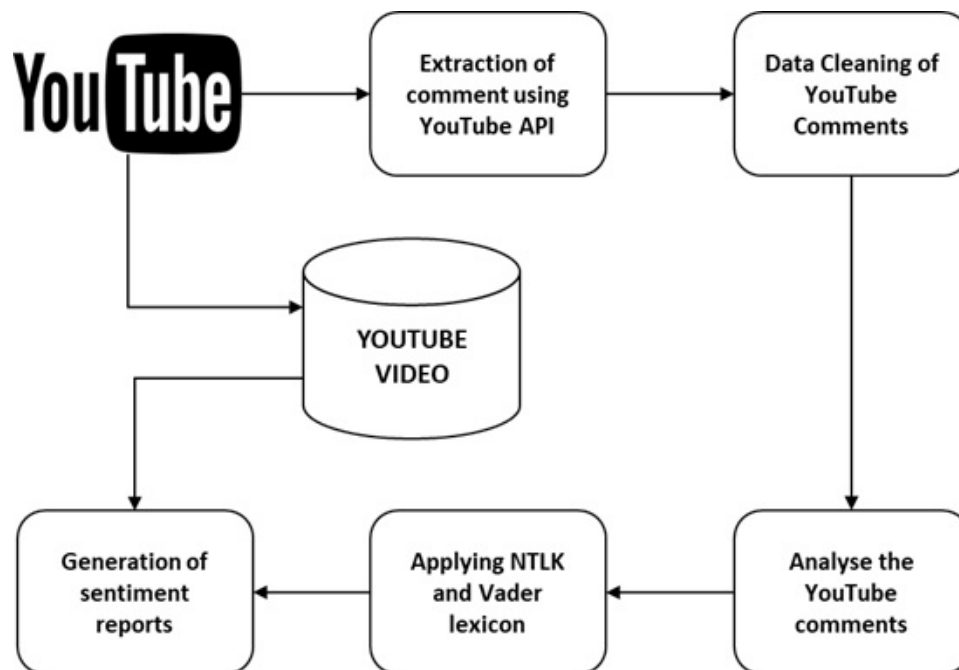 YouTube
Extraction of
comment using
YouTube API
Data Cleaning of
YouTube
Comments
YOUTUBE
VIDEO
Generation of
sentiment
reports
Applying NTLK
and Vader
lexicon
Analyse the
YouTube
comments